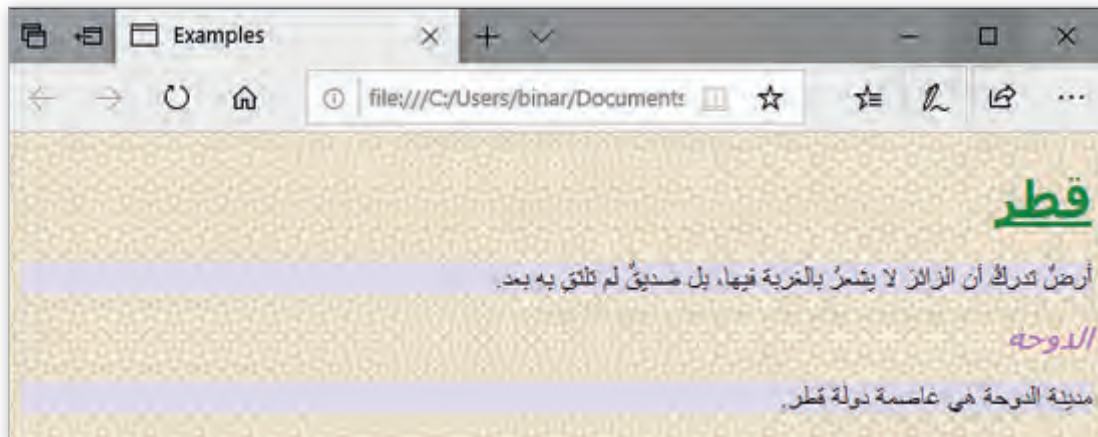 Examples
file:///C:/Users/binar/Documents
قطر
أرضٌ تدركُ أن الزائرَ لا يشعرُ بالغربة فيها، بل صديقٌ لم تلتقِ به بعد.
الدوحة
مدينة الدوحة هي عاصمة دولة قطر.